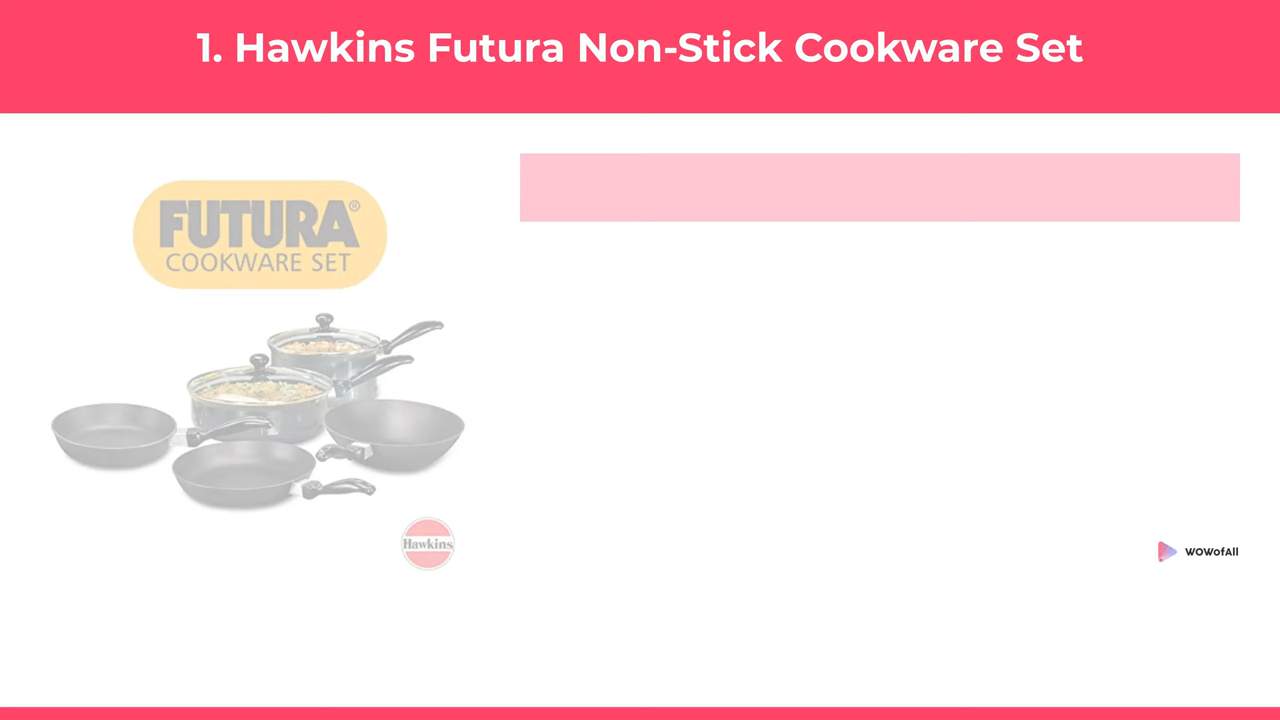 1. Hawkins Futura Non-Stick Cookware Set
FUTURA®
COOKWARE SET
Hawkins
WOWofAll